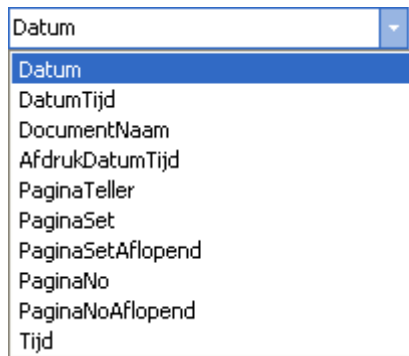 Datum
Datum
DatumTijd
DocumentNaam
AfdrukDatumTijd
PaginaTeller
PaginaSet
PaginaSetAflopend
PaginaNo
PaginaNoAflopend
Tijd